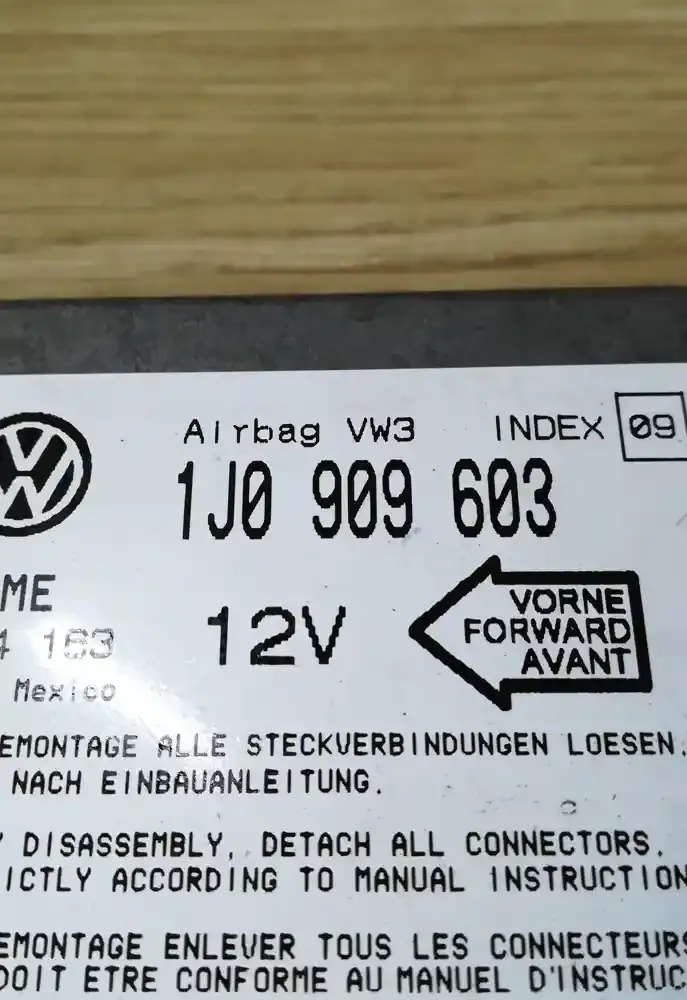 Airbag VW3 INDEX 09
1J0 909 603
ME
12V
VORNE
FORWARD
AVANT
4 163
Mexico
EMONTAGE ALLE STECKVERBINDUNGEN LOESEN.
NACH EINBAUANLEITUNG.
Y DISASSEMBLY, DETACH ALL CONNECTORS.
ICTLY ACCORDING TO MANUAL INSTRUCTION
EMONTAGE ENLEVER TOUS LES CONNECTEURS
DOIT ETRE CONFORME AU MANUEL D'INSTRUC